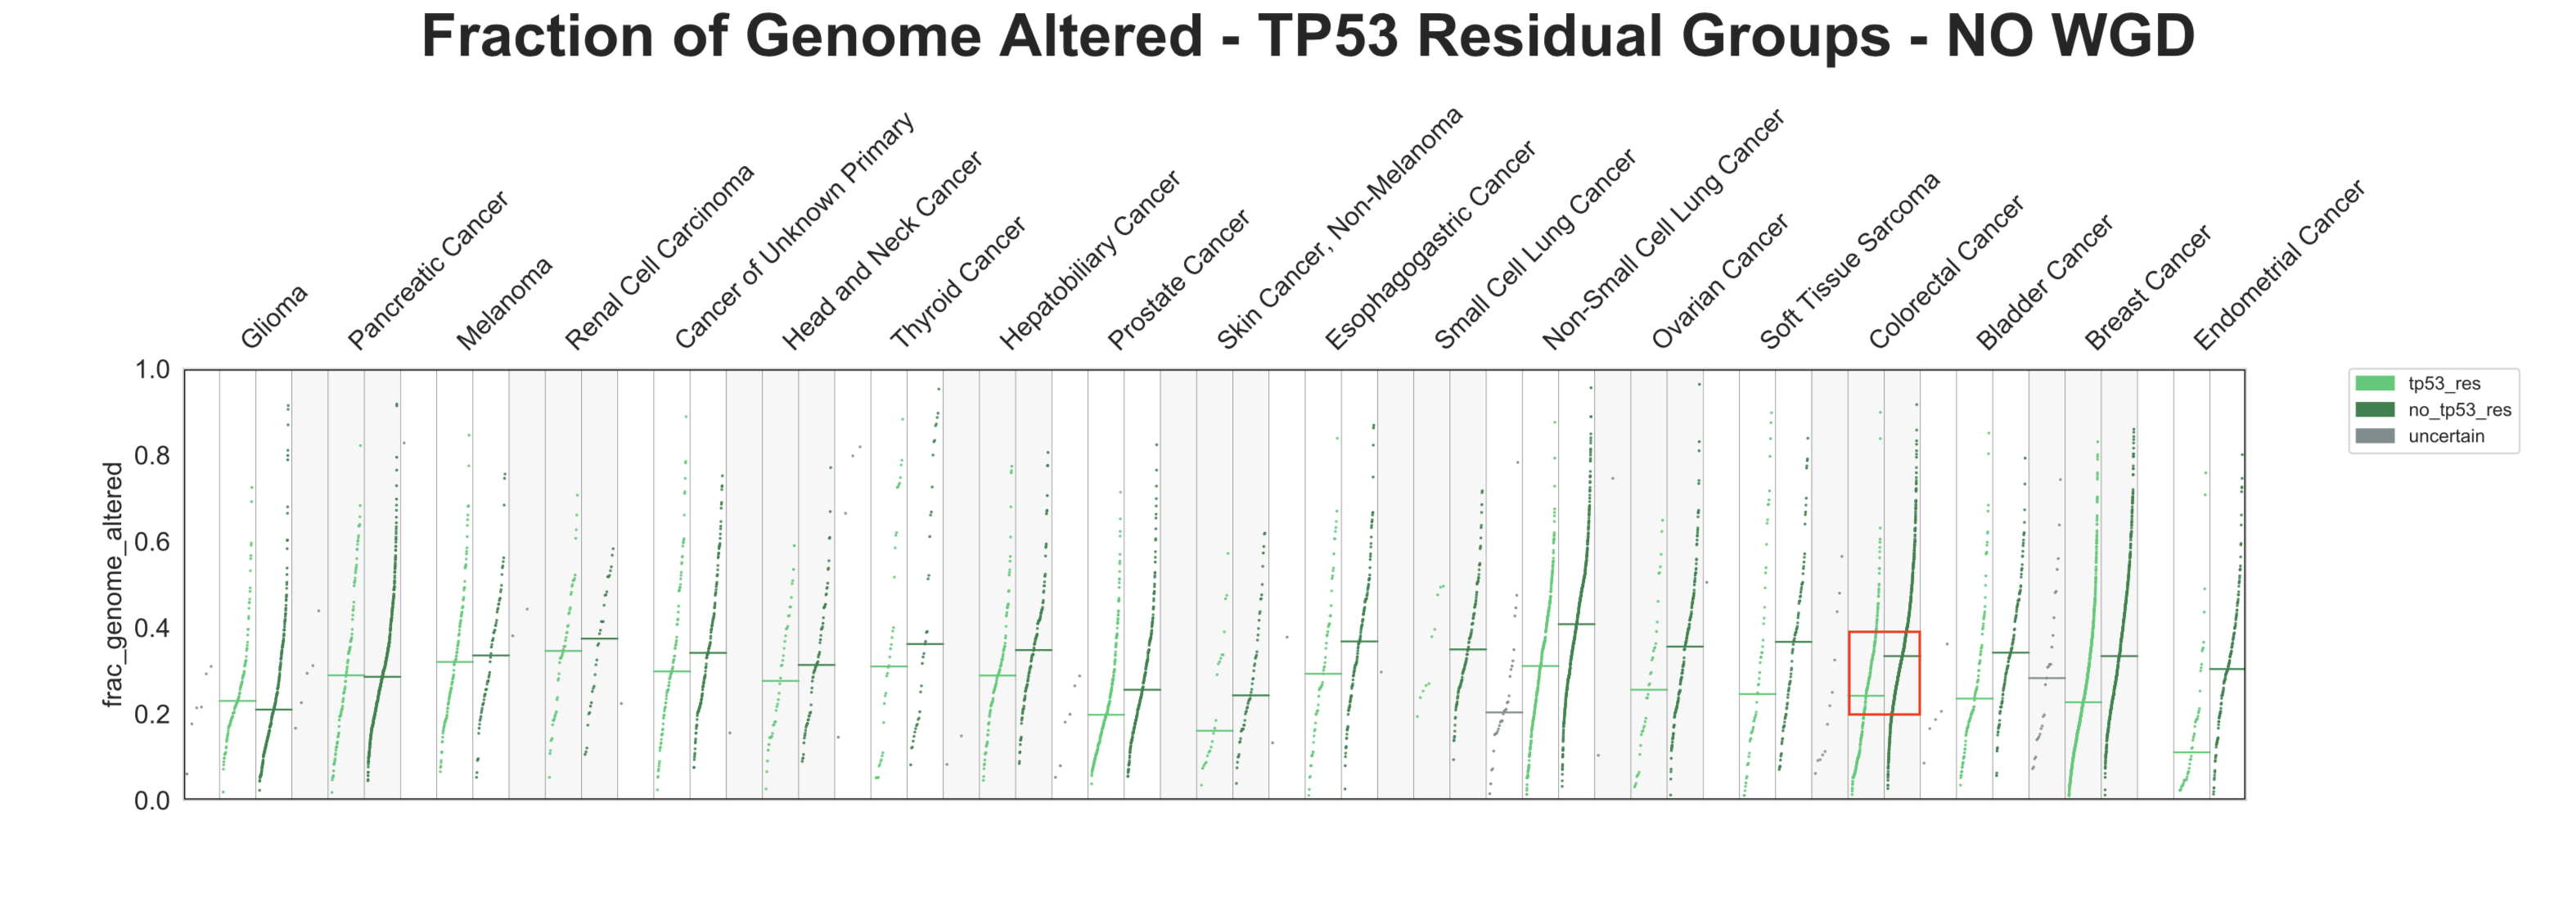 Fraction of Genome Altered - TP53 Residual Groups - NO WGD
Glioma
Pancreatic Cancer
Melanoma
Renal Cell Carcinoma
Cancer of Unknown Primary
Head and Neck Cancer
Thyroid Cancer
Hepatobiliary Cancer
Prostate Cancer
Skin Cancer, Non-Melanoma
Esophagogastric Cancer
Small Cell Lung Cancer
Non-Small Cell Lung Cancer
Ovarian Cancer
Soft Tissue Sarcoma
Colorectal Cancer
Bladder Cancer
Breast Cancer
Endometrial Cancer
frac_genome_altered
1.0
0.8
0.6
0.4
0.2
0.0
tp53_res
no_tp53_res
uncertain